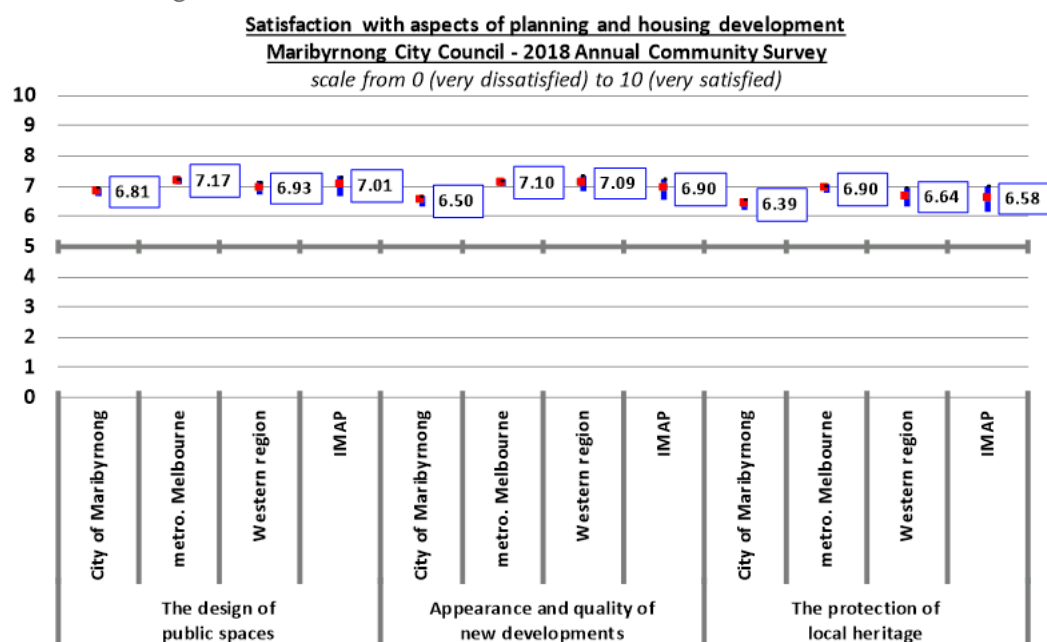 Satisfaction with aspects of planning and housing development
Maribyrnong City Council - 2018 Annual Community Survey
scale from 0 (very dissatisfied) to 10 (very satisfied)
10
9
8
7
6
5
4
3
2
1
0
6.81
7.17
6.93
7.01
6.50
7.10
7.09
6.90
6.39
6.90
6.64
6.58
City of Maribyrnong
metro. Melbourne
Western region
IMAP
City of Maribyrnong
metro. Melbourne
Western region
IMAP
City of Maribyrnong
metro. Melbourne
Western region
IMAP
The design of
public spaces
Appearance and quality of
new developments
The protection of
local heritage